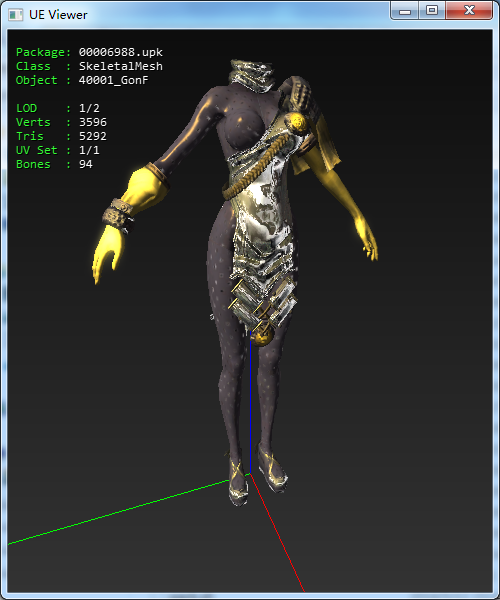 UE Viewer
Package: 00006988.upk
Class : SkeletalMesh
Object : 40001_GonF
LOD : 1/2
Verts : 3596
Tris : 5292
UV Set : 1/1
Bones : 94